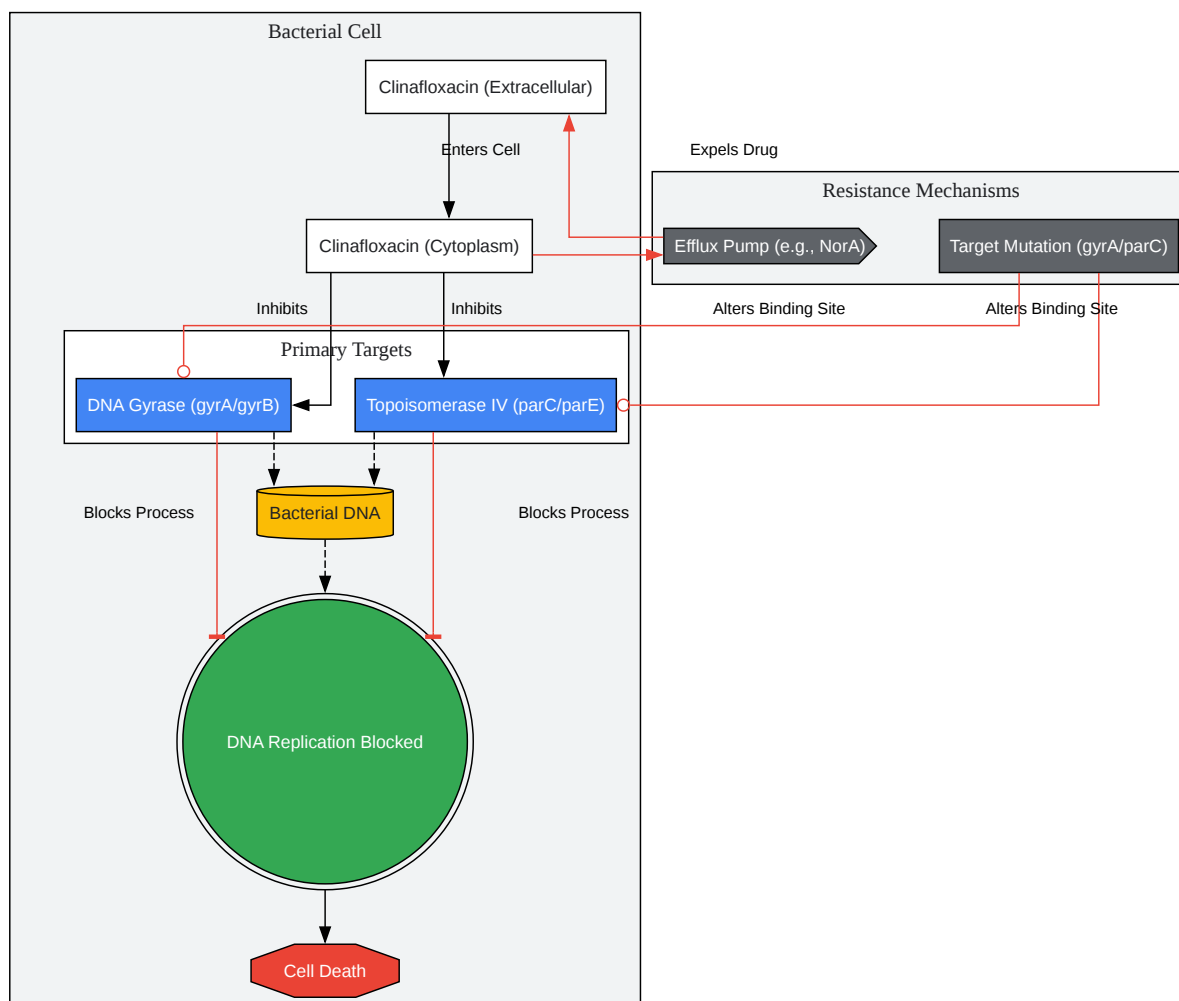 Bacterial Cell
Clinafloxacin (Extracellular)
Enters Cell
Expels Drug
Resistance Mechanisms
Clinafloxacin (Cytoplasm)
Efflux Pump (e.g., NorA)
Target Mutation (gyrA/parC)
Inhibits
Inhibits
Alters Binding Site
Alters Binding Site
Primary Targets
DNA Gyrase (gyrA/gyrB)
Topoisomerase IV (parC/parE)
Blocks Process
Bacterial DNA
Blocks Process
DNA Replication Blocked
Cell Death